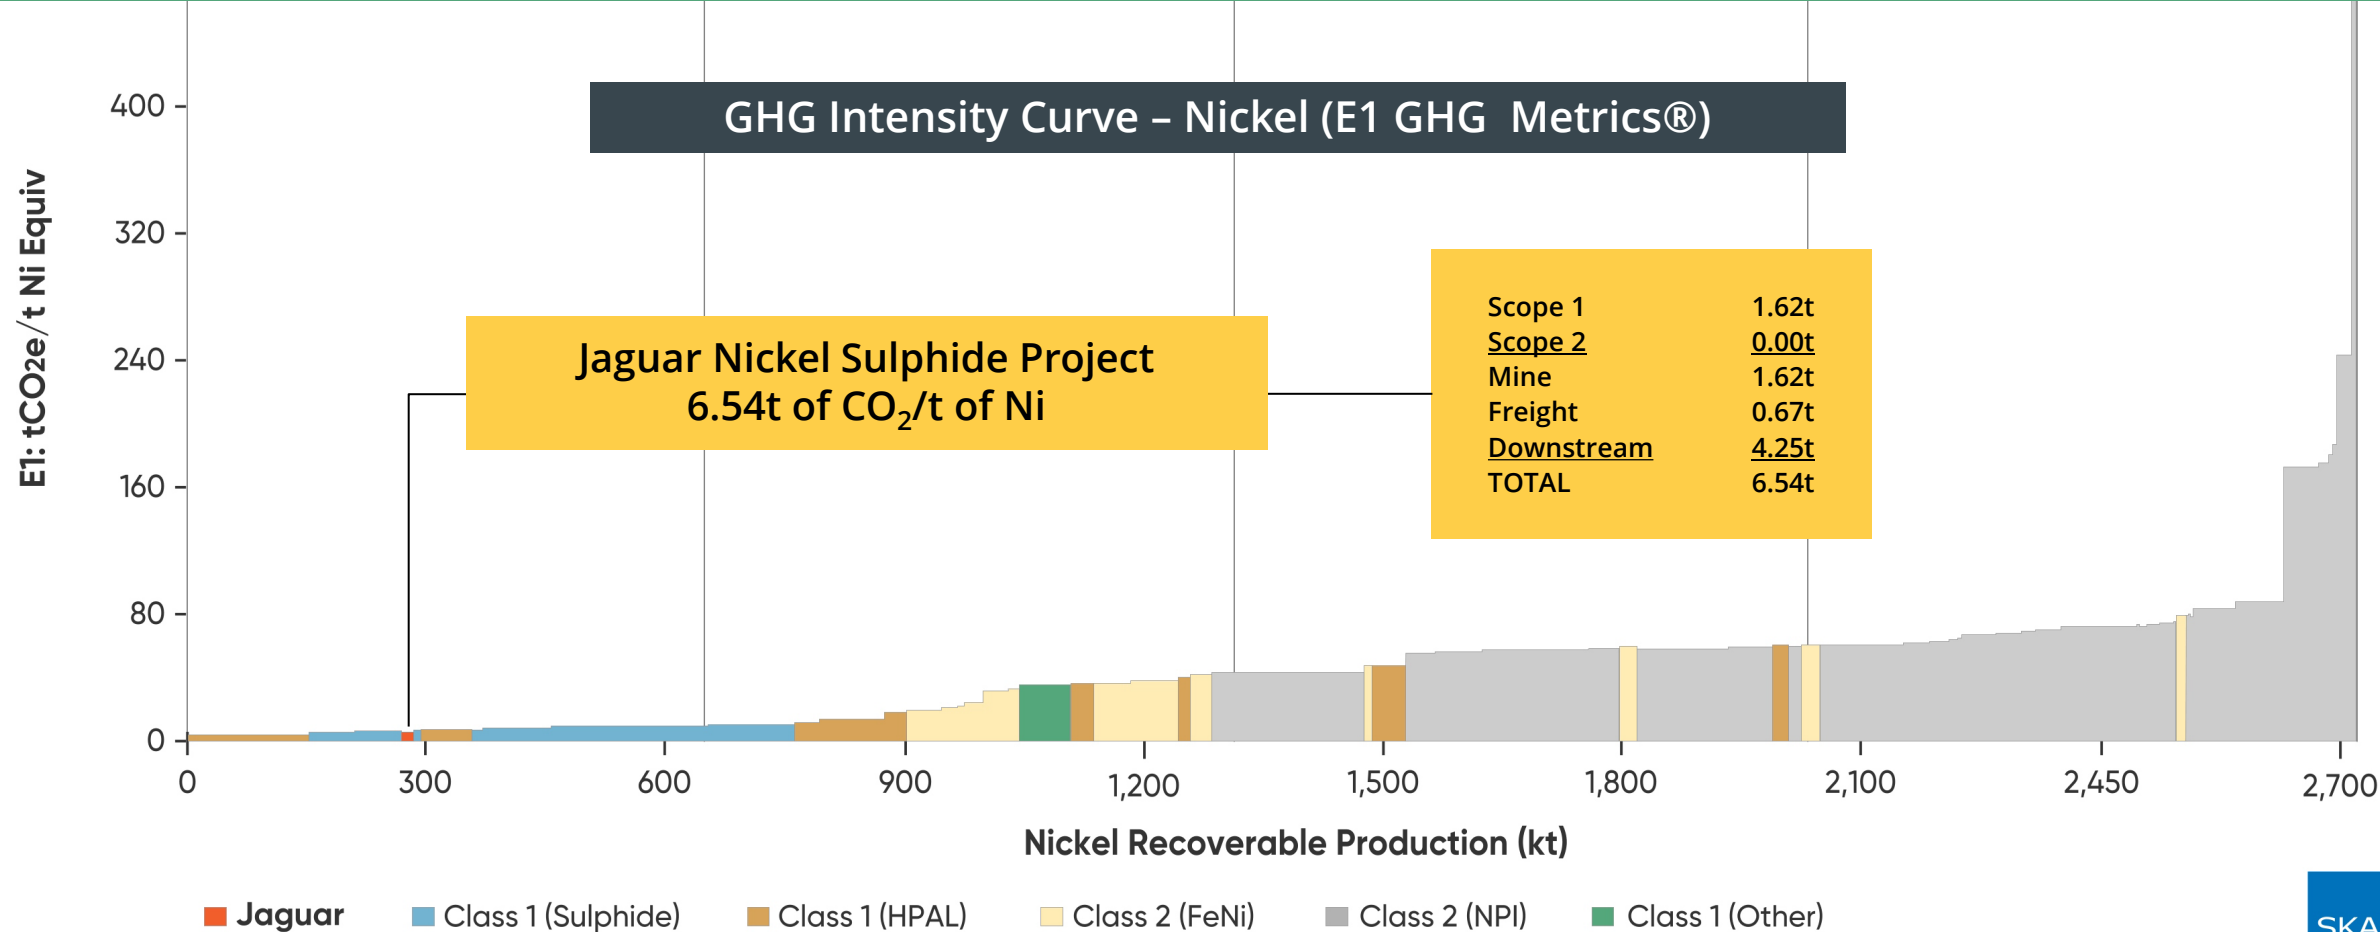 GHG Intensity Curve – Nickel (E1 GHG Metrics®)
E1: tCO2e/t Ni Equiv
400
320
240
160
80
0
Jaguar Nickel Sulphide Project
6.54t of CO₂/t of Ni
Scope 1 1.62t
Scope 2 0.00t
Mine 1.62t
Freight 0.67t
Downstream 4.25t
TOTAL 6.54t
0 300 600 900 1,200 1,500 1,800 2,100 2,450 2,700
Nickel Recoverable Production (kt)
Jaguar Class 1 (Sulphide) Class 1 (HPAL) Class 2 (FeNi) Class 2 (NPI) Class 1 (Other)